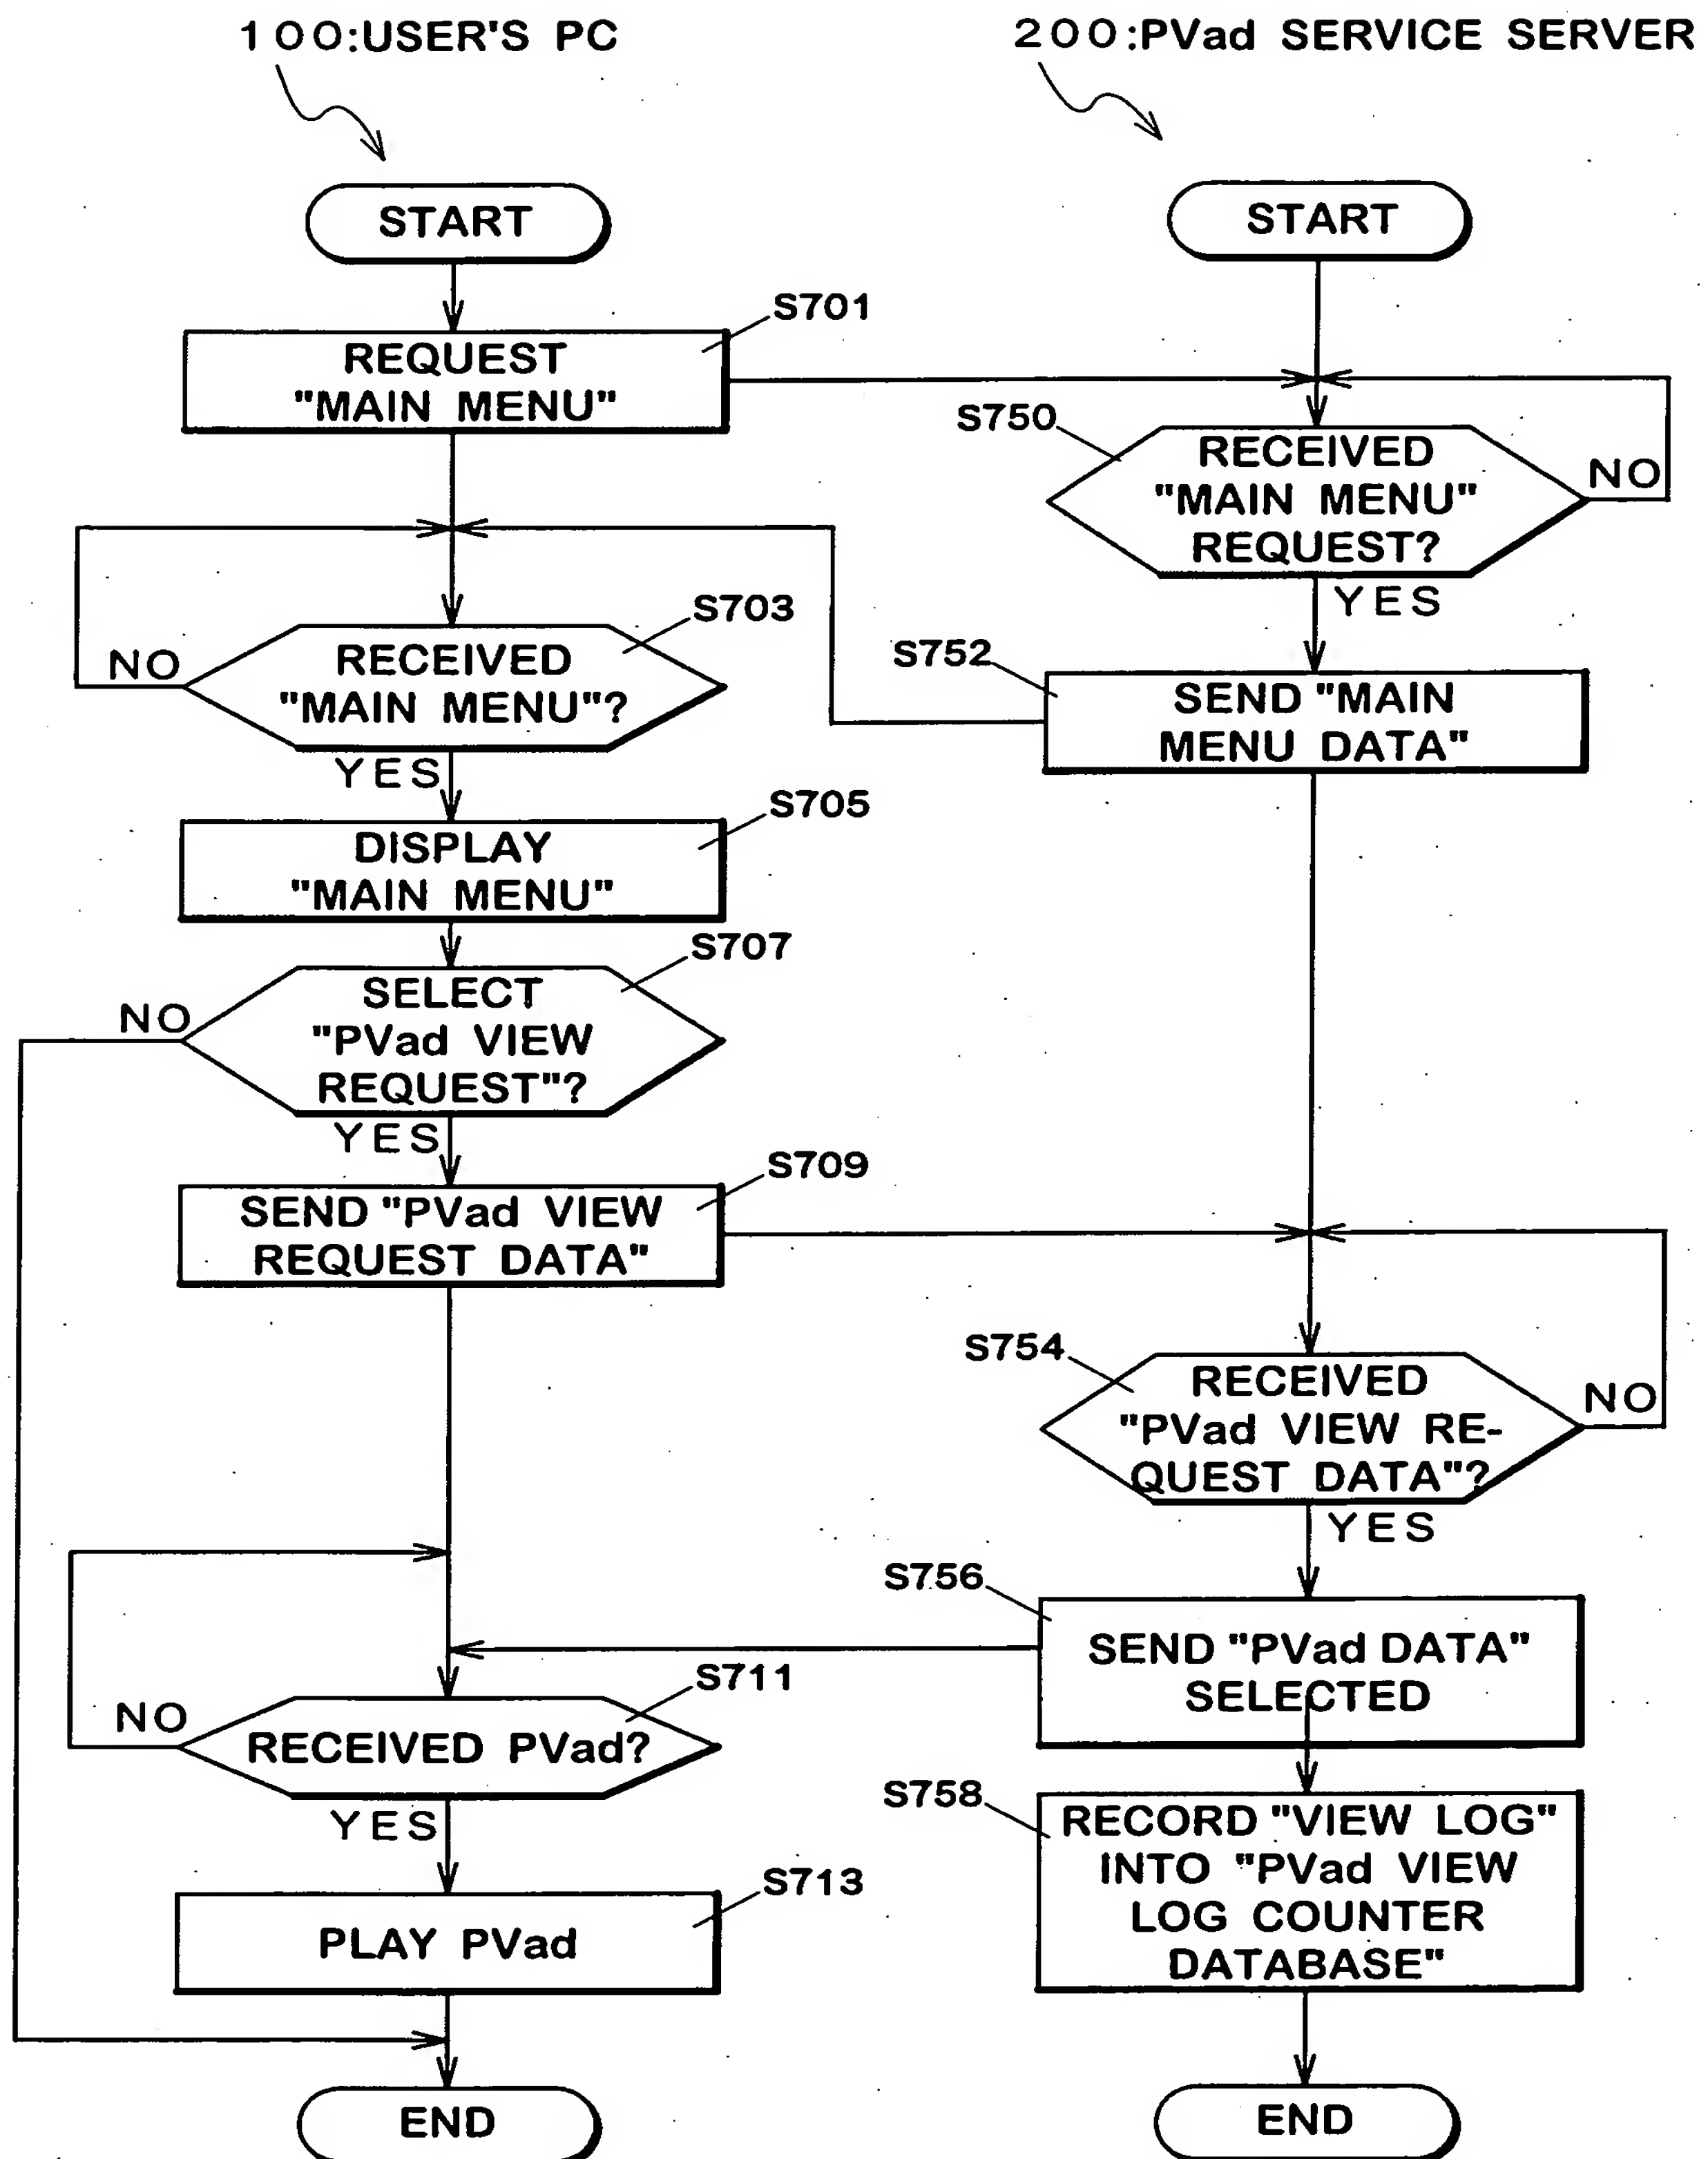 100:USER'S PC
200:PVad SERVICE SERVER
START
START
S701
REQUEST
"MAIN MENU"
S750
RECEIVED
"MAIN MENU"
REQUEST?
NO
YES
S703
NO
RECEIVED
"MAIN MENU"?
YES
S752
SEND "MAIN
MENU DATA"
S705
DISPLAY
"MAIN MENU"
S707
NO
SELECT
"PVad VIEW
REQUEST"?
YES
S709
SEND "PVad VIEW
REQUEST DATA"
S754
RECEIVED
"PVad VIEW RE-
QUEST DATA"?
NO
YES
S756
SEND "PVad DATA"
SELECTED
S711
NO
RECEIVED PVad?
YES
S758
RECORD "VIEW LOG"
INTO "PVad VIEW
LOG COUNTER
DATABASE"
S713
PLAY PVad
END
END